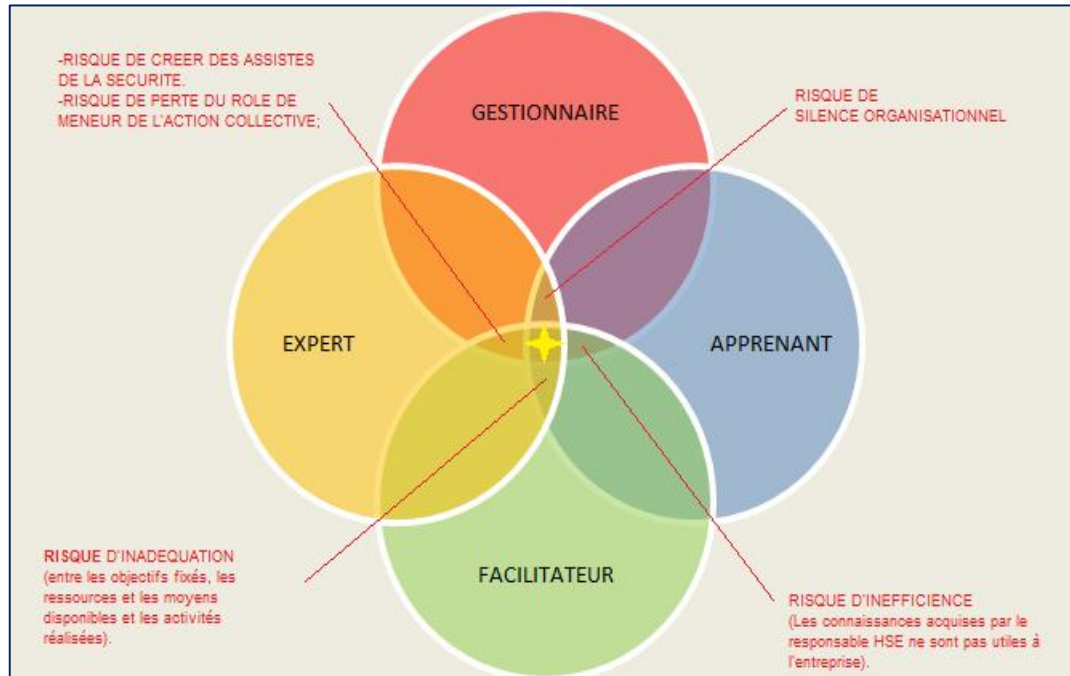 -RISQUE DE CREER DES ASSISTES
DE LA SECURITE.
-RISQUE DE PERTE DU ROLE DE
MENEUR DE L'ACTION COLLECTIVE;
GESTIONNAIRE
RISQUE DE
SILENCE ORGANISATIONNEL
EXPERT
APPRENANT
FACILITATEUR
RISQUE D'INADEQUATION
(entre les objectifs fixés, les
ressources et les moyens
disponibles et les activités
réalisées).
RISQUE D'INEFFICIENCE
(Les connaissances acquises par le
responsable HSE ne sont pas utiles à
l'entreprise).